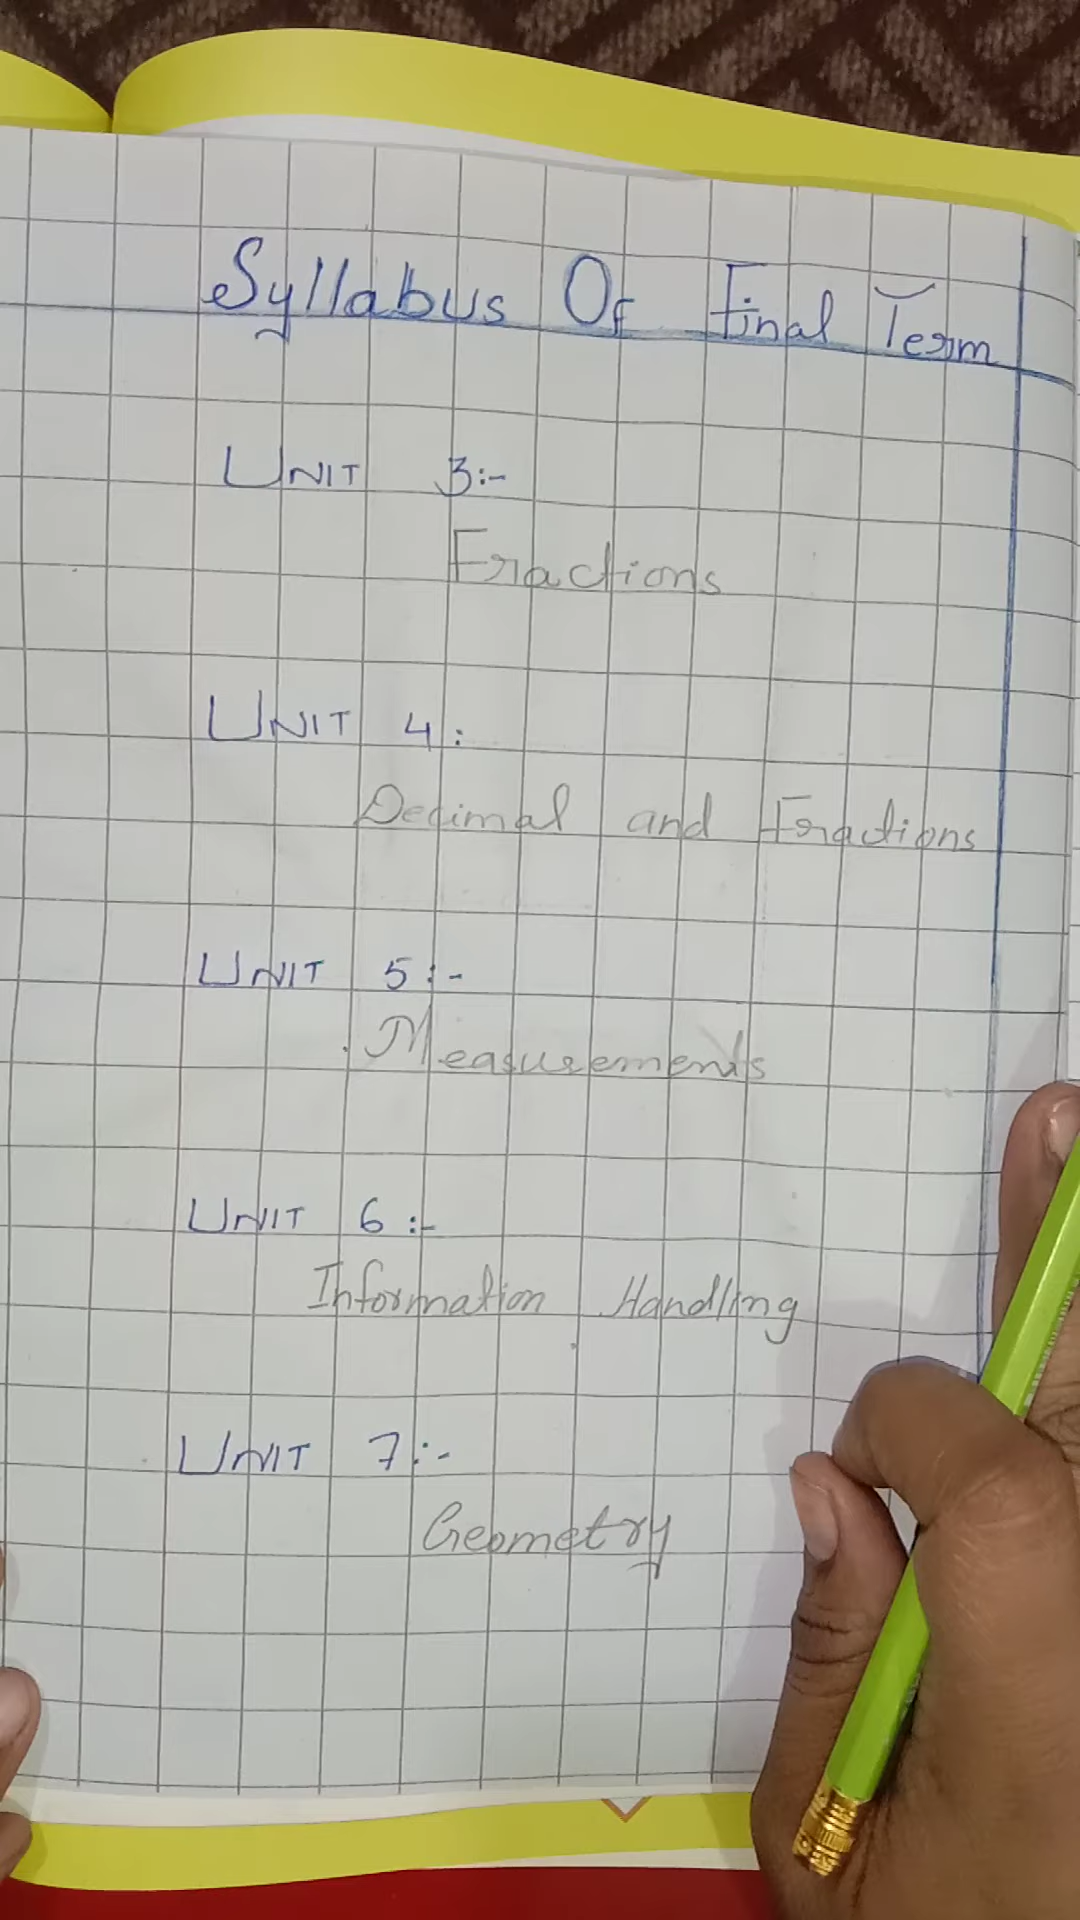 Syllabus Of Final Term
UNIT 3:-
Fractions
UNIT 4:
Decimal and Fractions
UNIT 5:-
Measurements
UNIT 6:-
Information Handling
UNIT 7:-
Geometry